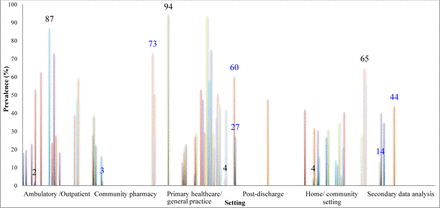 100
90
80
70
60
50
40
30
20
10
0
Prevalence (%)
87
2
3
73
94
4
60
27
4
65
14
44
Ambulatory /Outpatient
Community pharmacy
Primary healthcare/
general practice
Post-discharge
Home/ community
setting
Secondary data analysis
Setting